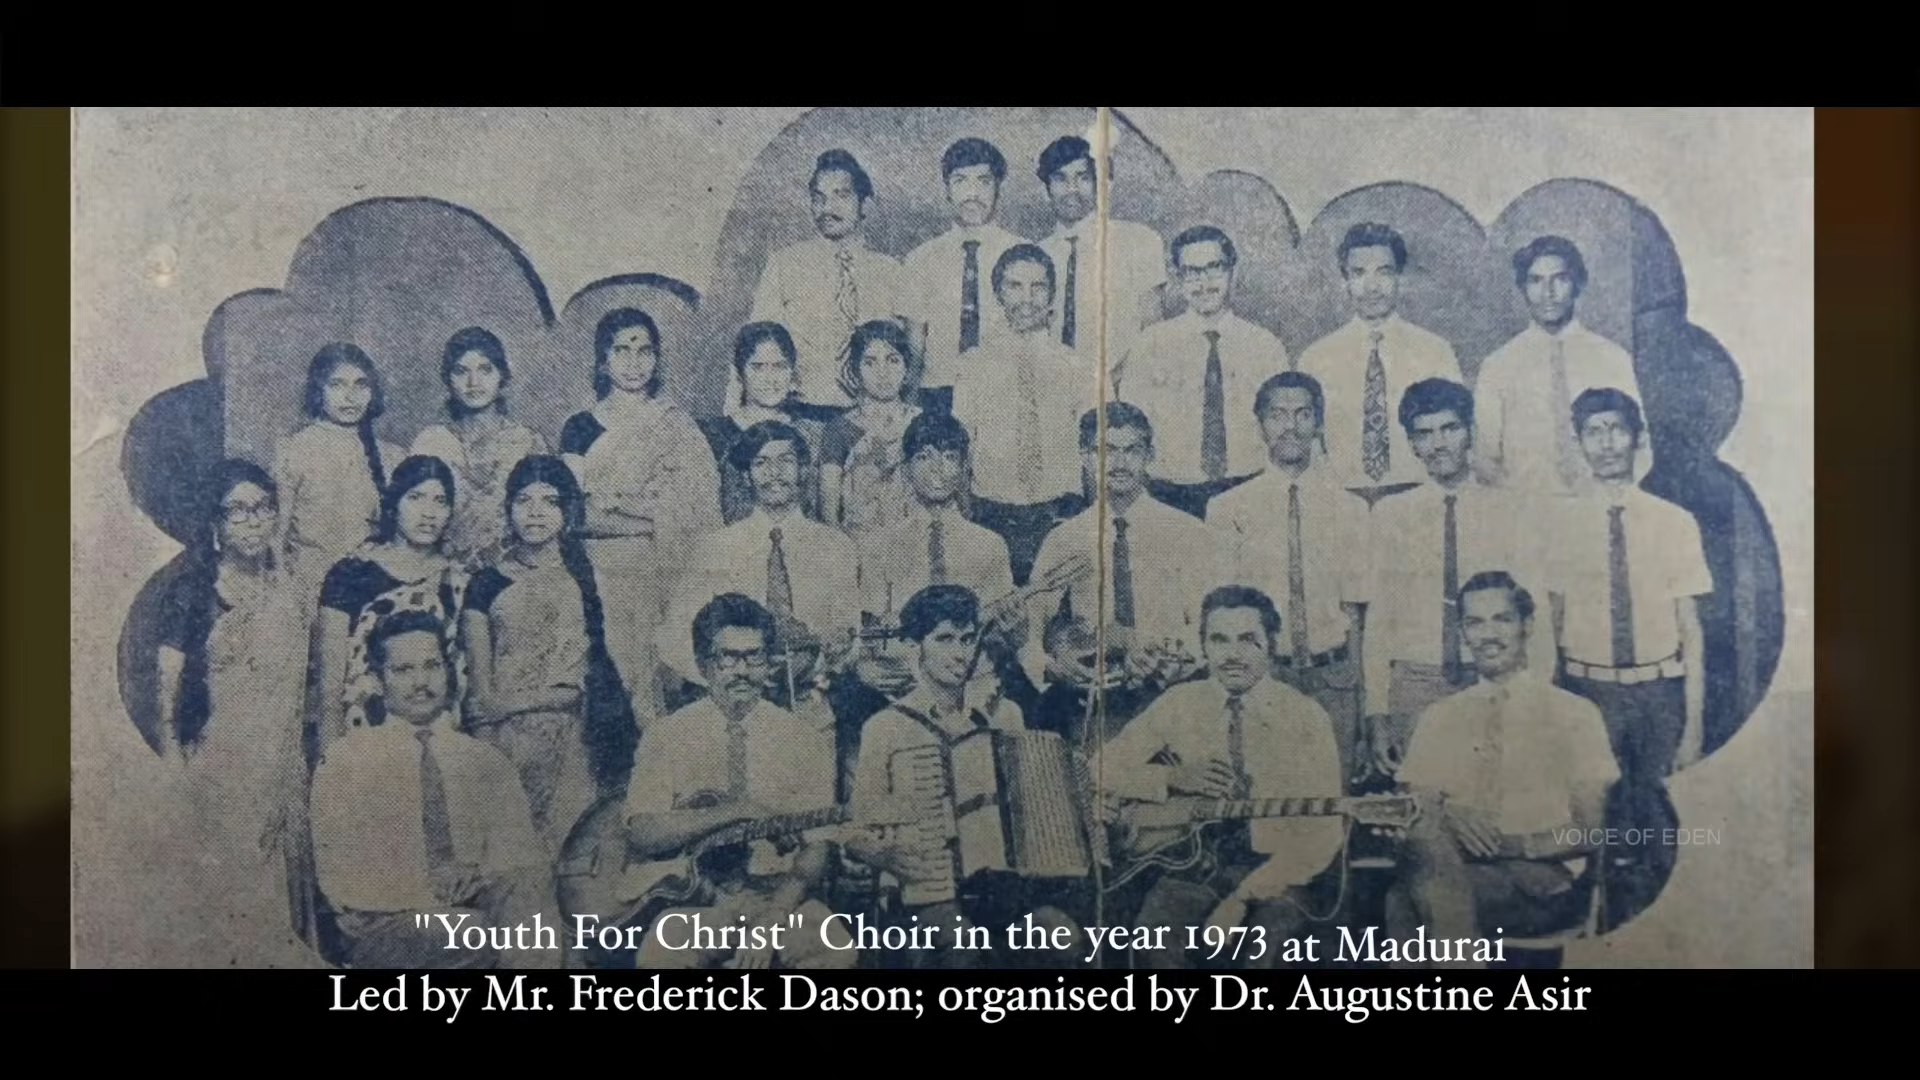 VOICE OF EDEN
"Youth For Christ" Choir in the year 1973 at Madurai
Led by Mr. Frederick Dason; organised by Dr. Augustine Asir